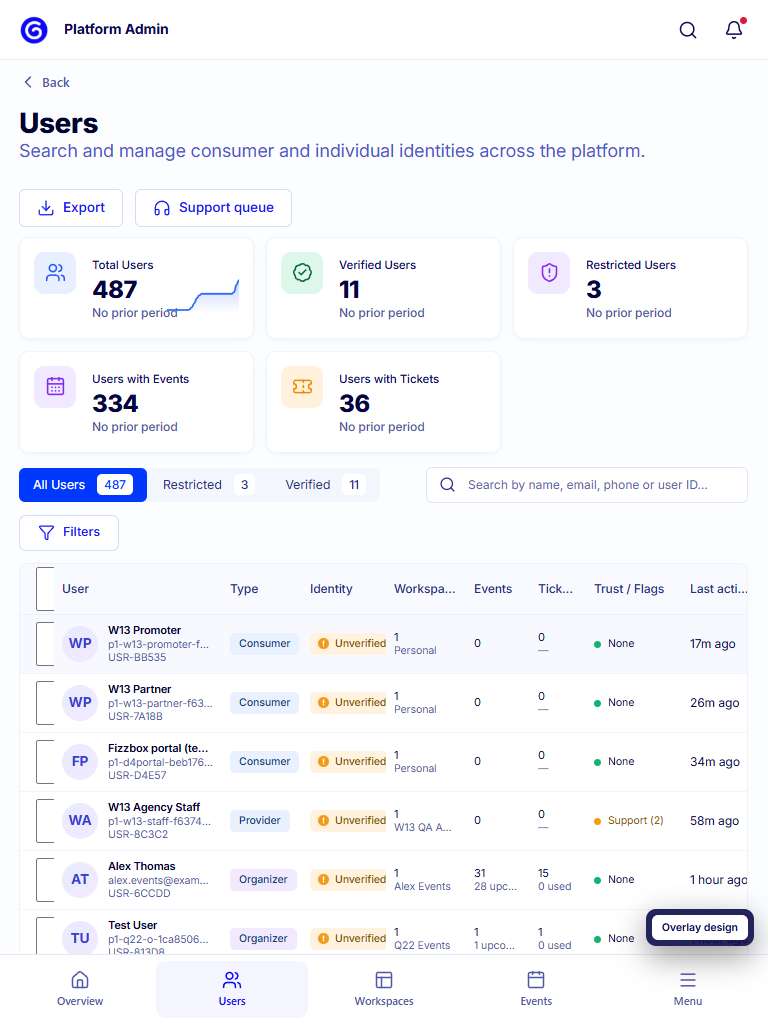 Platform Admin
Back
Users
Search and manage consumer and individual identities across the platform.
Export
Support queue
Total Users
487
No prior period
Verified Users
11
No prior period
Restricted Users
3
No prior period
Users with Events
334
No prior period
Users with Tickets
36
No prior period
All Users 487
Restricted 3
Verified 11
Search by name, email, phone or user ID...
Filters
User Type Identity Workspa... Events Tick... Trust / Flags Last acti...
WP W13 Promoter
p1-w13-promoter-f...
USR-BB535
Consumer
Unverified
1
Personal
0
0
—
None
17m ago
WP W13 Partner
p1-w13-partner-f63...
USR-7A18B
Consumer
Unverified
1
Personal
0
0
—
None
26m ago
FP Fizzbox portal (te...
p1-d4portal-beb176...
USR-D4E57
Consumer
Unverified
1
Personal
0
0
—
None
34m ago
WA W13 Agency Staff
p1-w13-staff-f6374...
USR-8C3C2
Provider
Unverified
1
W13 QA A...
0
0
—
Support (2)
58m ago
AT Alex Thomas
alex.events@exam...
USR-6CCDD
Organizer
Unverified
1
Alex Events
31
28 upc...
15
0 used
None
1 hour ago
TU Test User
p1-q22-o-1ca8506...
USR-813D8
Organizer
Unverified
1
Q22 Events
1
1 upco...
1
0 used
None
Overlay design
Overview
Users
Workspaces
Events
Menu